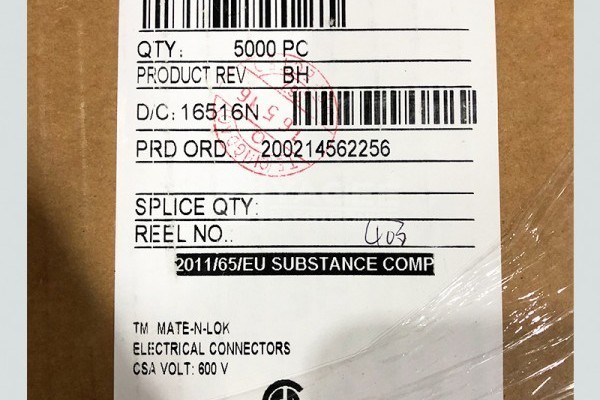 QTY: 5000 PC
PRODUCT REV BH
D/C: 16516N
PRD ORD 200214562256
SPLICE QTY:
REEL NO.:
2011/65/EU SUBSTANCE COMP
TM MATE-N-LOK
ELECTRICAL CONNECTORS
CSA VOLT: 600 V